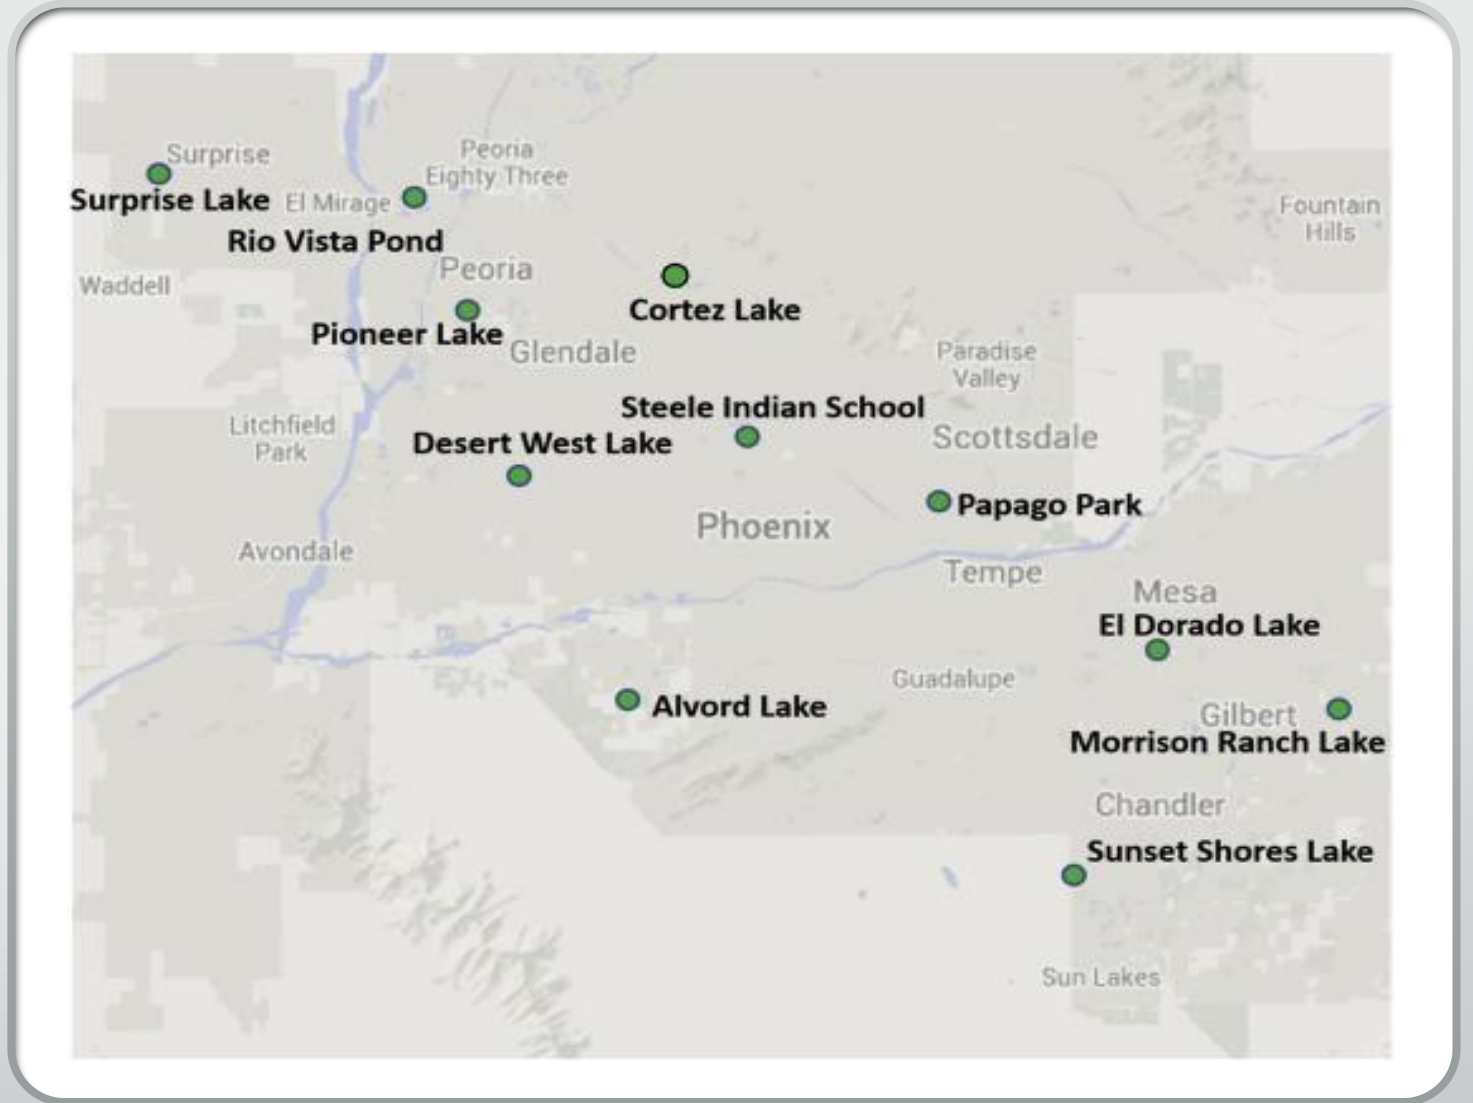 Surprise
Surprise Lake
El Mirage
Peoria
Eighty Three
Rio Vista Pond
Fountain
Hills
Waddell
Peoria
Pioneer Lake
Cortez Lake
Glendale
Paradise
Valley
Steele Indian School
Litchfield
Park
Desert West Lake
Scottsdale
Papago Park
Phoenix
Avondale
Tempe
Mesa
El Dorado Lake
Guadalupe
Alvord Lake
Gilbert
Morrison Ranch Lake
Chandler
Sunset Shores Lake
Sun Lakes